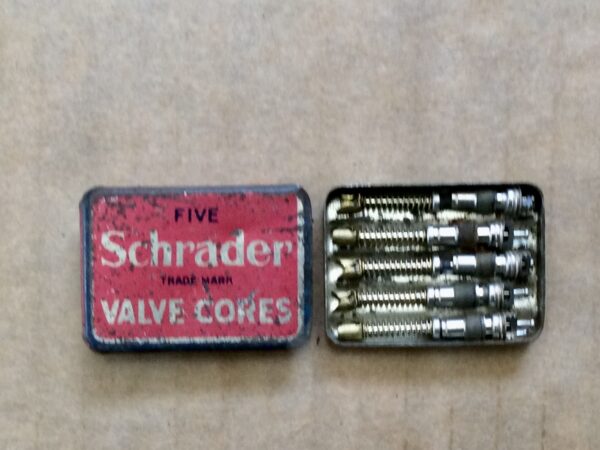 FIVE
Schrader
TRADE MARK
VALVE CORES